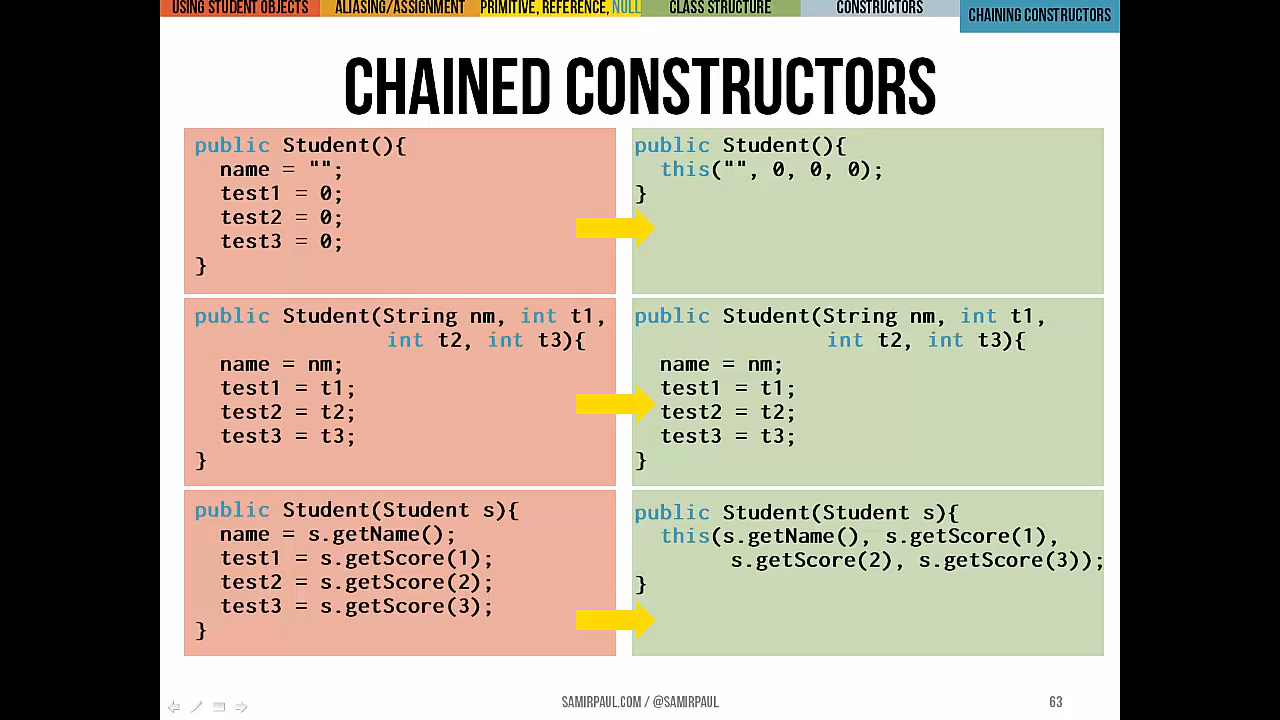 USING STUDENT OBJECTS
ALIASING/ASSIGNMENT
PRIMITIVE, REFERENCE, NULL
CLASS STRUCTURE
CONSTRUCTORS
CHAINING CONSTRUCTORS
CHAINED CONSTRUCTORS
public Student(){
name = "";
test1 = 0;
test2 = 0;
test3 = 0;
}
public Student(){
this("", 0, 0, 0);
}
public Student(String nm, int t1,
int t2, int t3){
name = nm;
test1 = t1;
test2 = t2;
test3 = t3;
}
public Student(String nm, int t1,
int t2, int t3){
name = nm;
test1 = t1;
test2 = t2;
test3 = t3;
}
public Student(Student s){
name = s.getName();
test1 = s.getScore(1);
test2 = s.getScore(2);
test3 = s.getScore(3);
}
public Student(Student s){
this(s.getName(), s.getScore(1),
s.getScore(2), s.getScore(3));
}
SAMIRPAUL.COM / @SAMIRPAUL
63